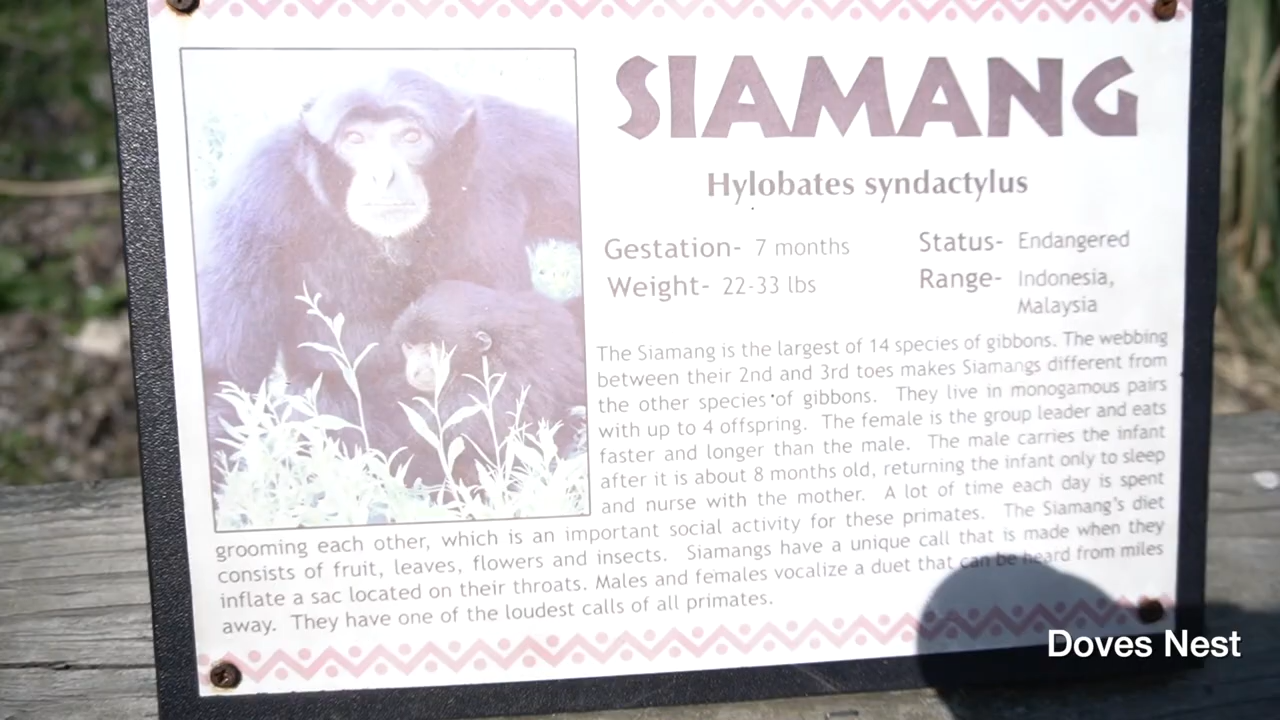 SIAMANG
Hylobates syndactylus
Gestation- 7 months
Weight- 22-33 lbs
Status- Endangered
Range- Indonesia,
Malaysia
The Siamang is the largest of 14 species of gibbons. The webbing
between their 2nd and 3rd toes makes Siamangs different from
the other species of gibbons. They live in monogamous pairs
with up to 4 offspring. The female is the group leader and eats
faster and longer than the male. The male carries the infant
after it is about 8 months old, returning the infant only to sleep
and nurse with the mother. A lot of time each day is spent
grooming each other, which is an important social activity for these primates. The Siamang's diet
consists of fruit, leaves, flowers and insects. Siamangs have a unique call that is made when they
inflate a sac located on their throats. Males and females vocalize a duet that can be heard from miles
away. They have one of the loudest calls of all primates.
Doves Nest